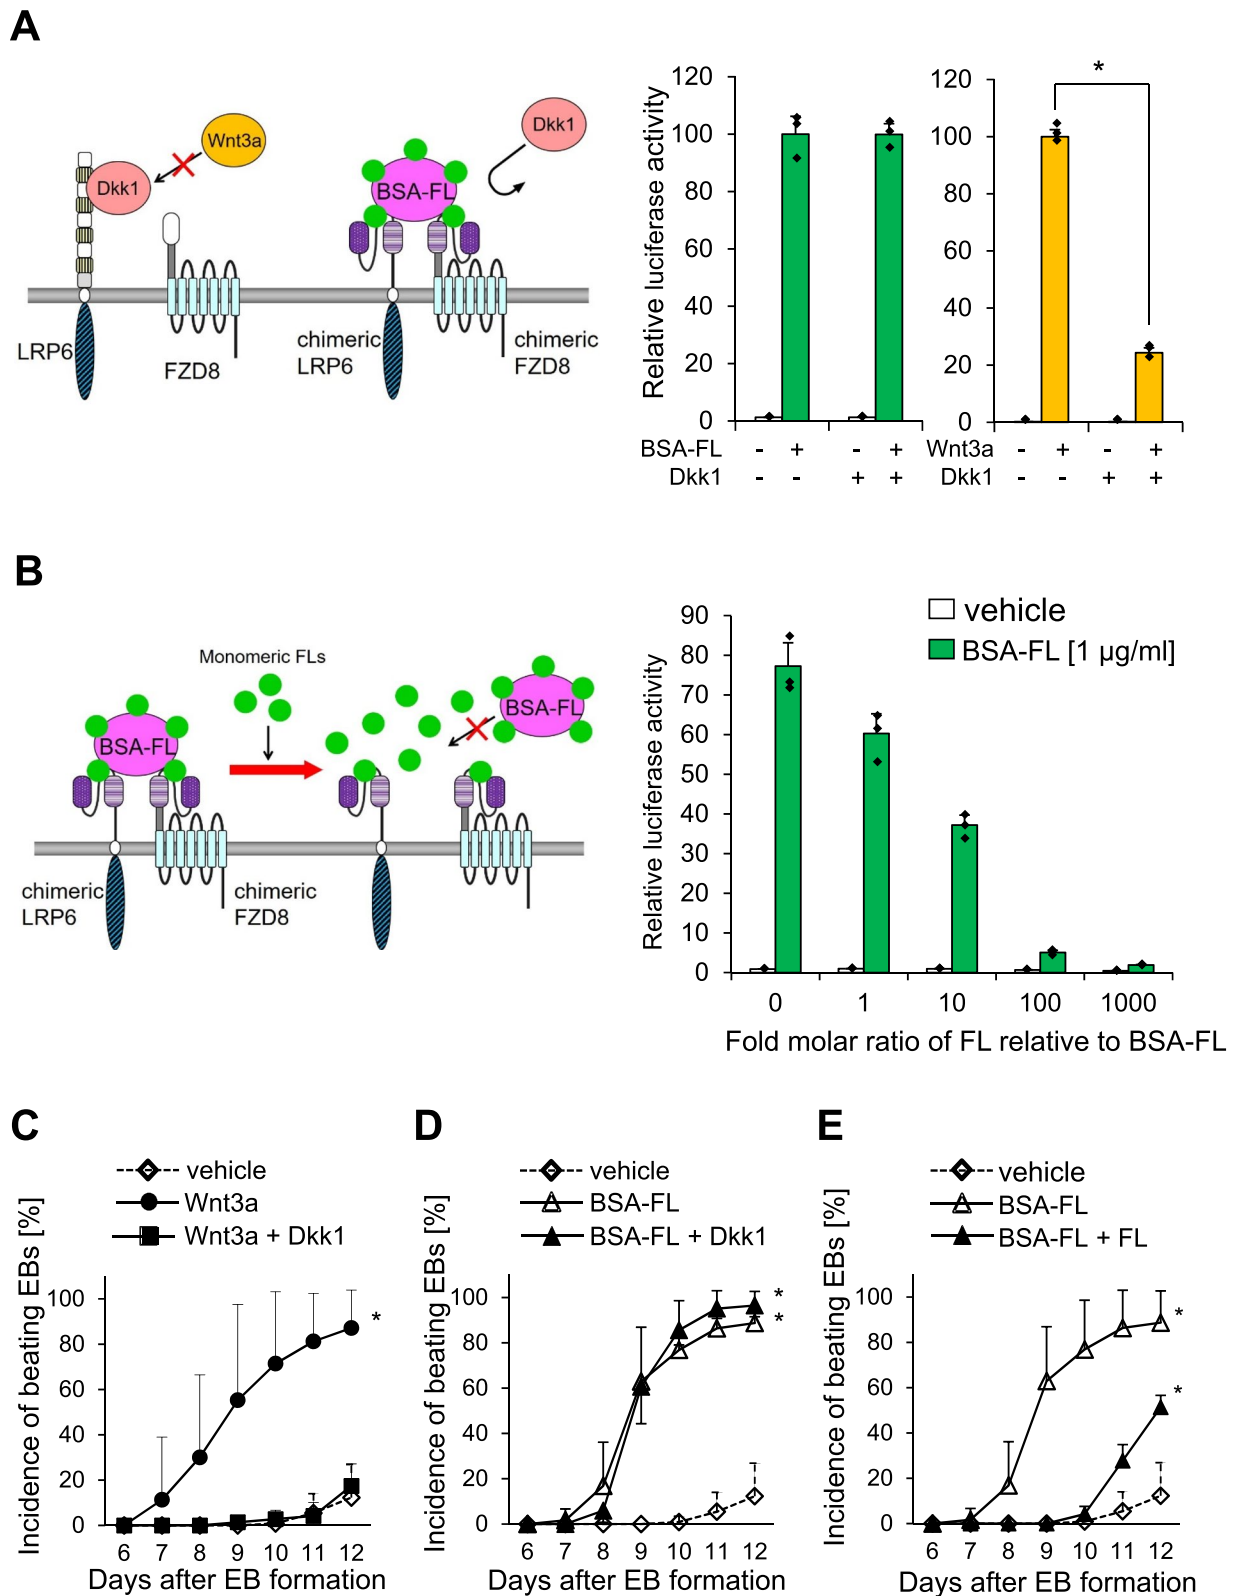 A
Wnt3a
Dkk1
Dkk1
BSA-FL
LRP6
FZD8
chimeric
LRP6
chimeric
FZD8
Relative luciferase activity
120
100
80
60
40
20
0
BSA-FL - + - +
Dkk1 - - + +
*
120
100
80
60
40
20
0
Wnt3a - + - +
Dkk1 - - + +
B
Monomeric FLs
BSA-FL
BSA-FL
chimeric
LRP6
chimeric
FZD8
vehicle
BSA-FL [1 µg/ml]
Relative luciferase activity
90
80
70
60
50
40
30
20
10
0
0 1 10 100 1000
Fold molar ratio of FL relative to BSA-FL
C
vehicle
Wnt3a
Wnt3a + Dkk1
Incidence of beating EBs [%]
100
80
60
40
20
0
*
6 7 8 9 10 11 12
Days after EB formation
D
vehicle
BSA-FL
BSA-FL + Dkk1
Incidence of beating EBs [%]
100
80
60
40
20
0
*
*
6 7 8 9 10 11 12
Days after EB formation
E
vehicle
BSA-FL
BSA-FL + FL
Incidence of beating EBs [%]
100
80
60
40
20
0
*
*
6 7 8 9 10 11 12
Days after EB formation